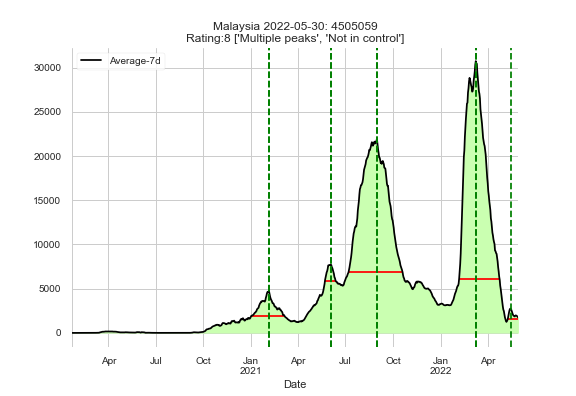 Malaysia 2022-05-30: 4505059
Rating:8 ['Multiple peaks', 'Not in control']
Average-7d
30000
25000
20000
15000
10000
5000
0
Apr Jul Oct Jan Apr Jul Oct Jan Apr
2021 2022
Date